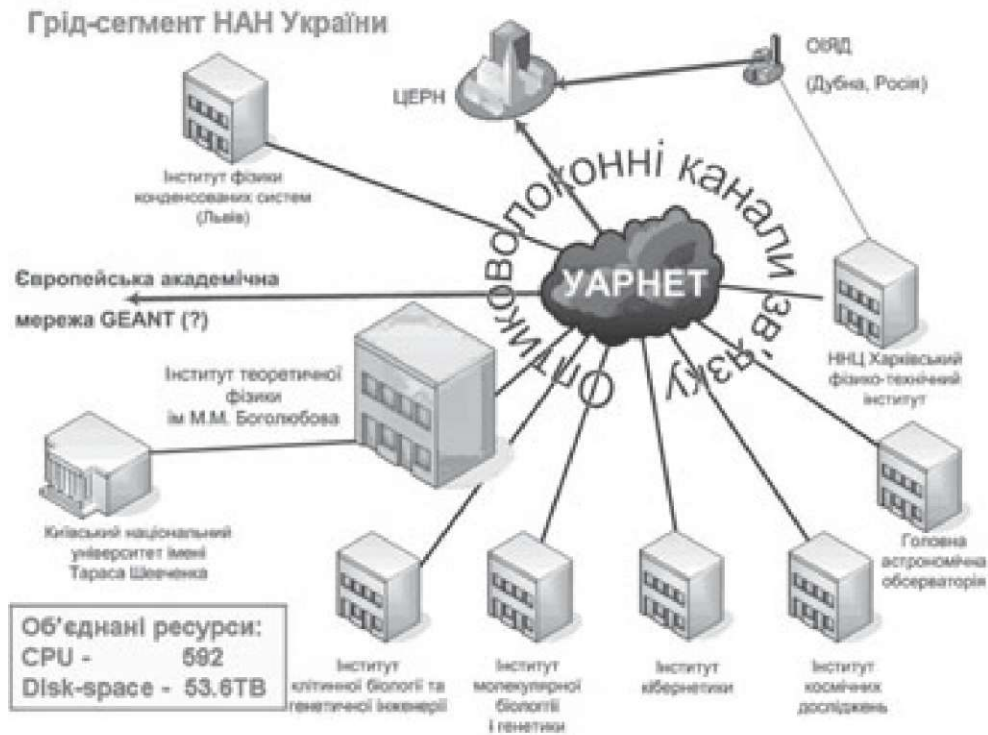 Грід-сегмент НАН України
ЦЕРН
ОІЯД
(Дубна, Росія)
Інститут фізики
конденсованих систем
(Львів)
Оптиковолоконні канали зв'язку
УАРНЕТ
Європейська академічна
мережа GEANT (?)
ННЦ Харківський
фізико-технічний
інститут
Інститут теоретичної
фізики
ім М.М. Боголюбова
Київський національний
університет імені
Тараса Шевченка
Головна
астрономічна
обсерваторія
Об'єднані ресурси:
CPU - 592
Disk-space - 53.6TB
Інститут
клітинної біології та
генетичної інженерії
Інститут
молекулярної
біології
і генетики
Інститут
кібернетики
Інститут
космічних
досліджень